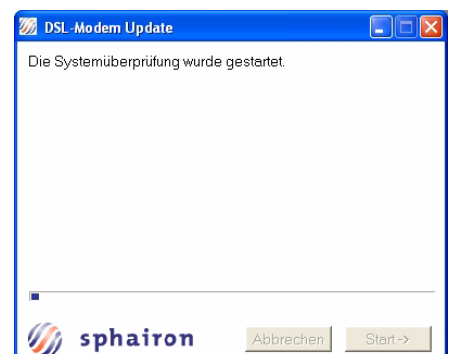 DSL-Modem Update
Die Systemüberprüfung wurde gestartet.
sphairon
Abbrechen
Start->